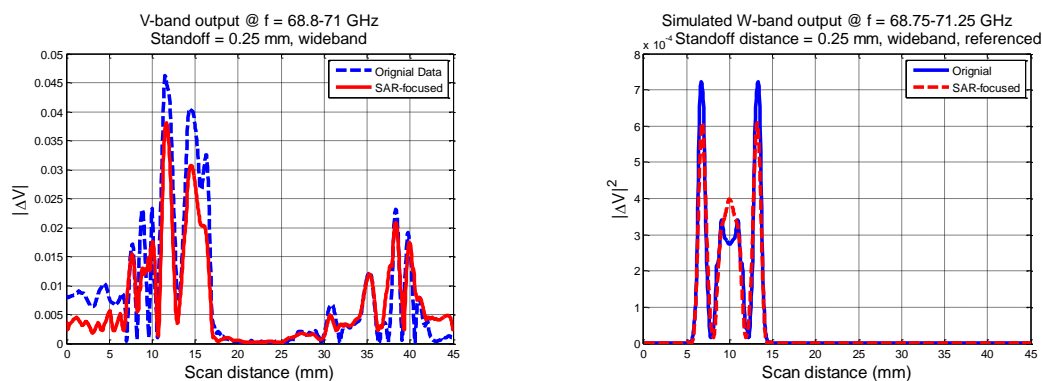 V-band output @ f = 68.8-71 GHz
Standoff = 0.25 mm, wideband
0.05
0.045
0.04
0.035
0.03
0.025
0.02
0.015
0.01
0.005
0
|ΔV|
Orignial Data
SAR-focused
0 5 10 15 20 25 30 35 40 45
Scan distance (mm)
Simulated W-band output @ f = 68.75-71.25 GHz
Standoff distance = 0.25 mm, wideband, referenced
x 10⁻⁴
8
7
6
5
4
3
2
1
0
|ΔV|²
Orignial
SAR-focused
0 5 10 15 20 25 30 35 40 45
Scan distance (mm)